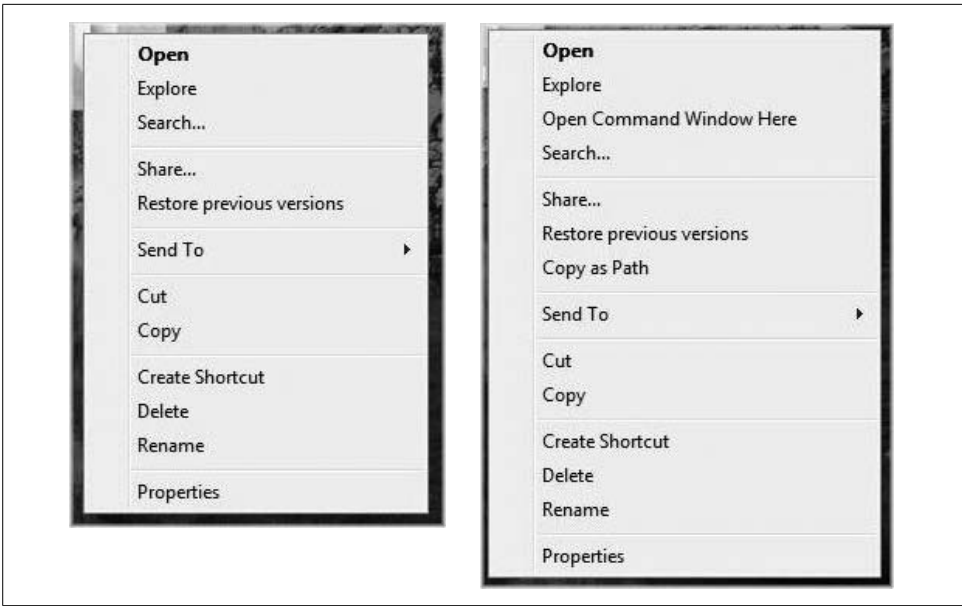 Open
Explore
Search...
Share...
Restore previous versions
Send To
Cut
Copy
Create Shortcut
Delete
Rename
Properties
Open
Explore
Open Command Window Here
Search...
Share...
Restore previous versions
Copy as Path
Send To
Cut
Copy
Create Shortcut
Delete
Rename
Properties